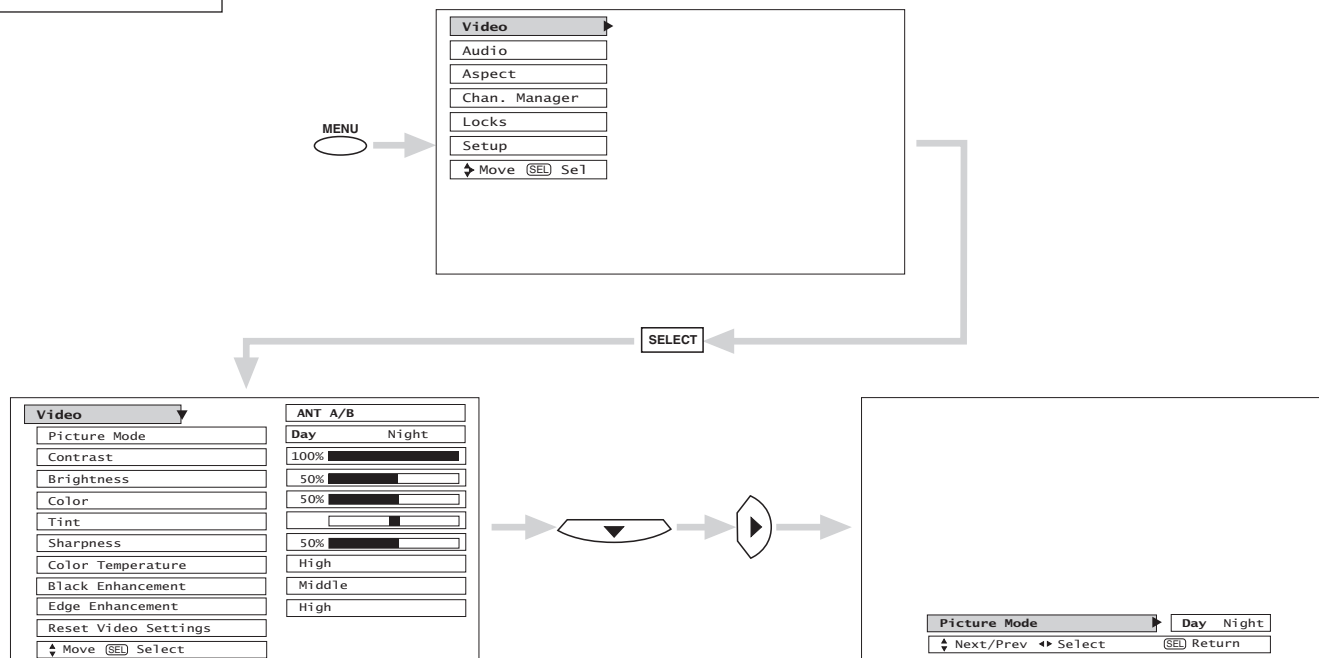 Video
Audio
Aspect
Chan. Manager
Locks
Setup
Move SEL Sel
MENU
SELECT
Video
ANT A/B
Picture Mode
Day Night
Contrast
100%
Brightness
50%
Color
50%
Tint
Sharpness
50%
Color Temperature
High
Black Enhancement
Middle
Edge Enhancement
High
Reset Video Settings
Move SEL Select
Picture Mode
Day Night
Next/Prev Select SEL Return